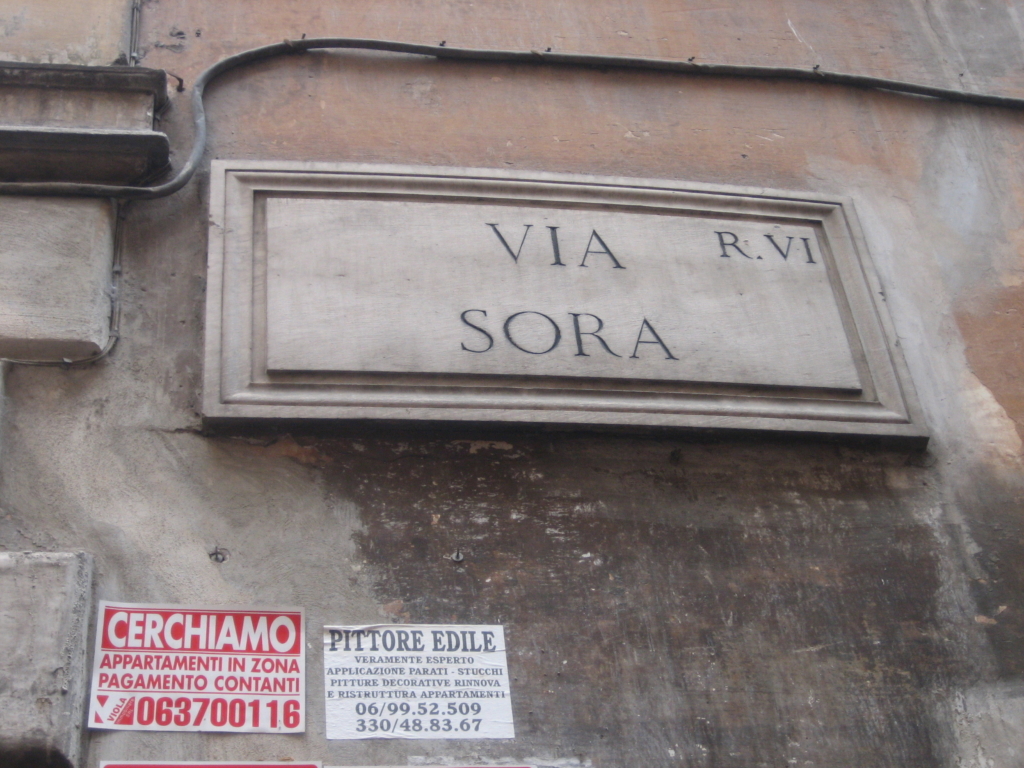 VIA R.VI
SORA
CERCHIAMO
APPARTAMENTI IN ZONA
PAGAMENTO CONTANTI
VIOLA 063700116
PITTORE EDILE
VERAMENTE ESPERTO
APPLICAZIONE PARATI - STUCCHI
PITTURE DECORATIVE RINNOVA
E RISTRUTTURA APPARTAMENTI
06/99.52.509
330/48.83.67